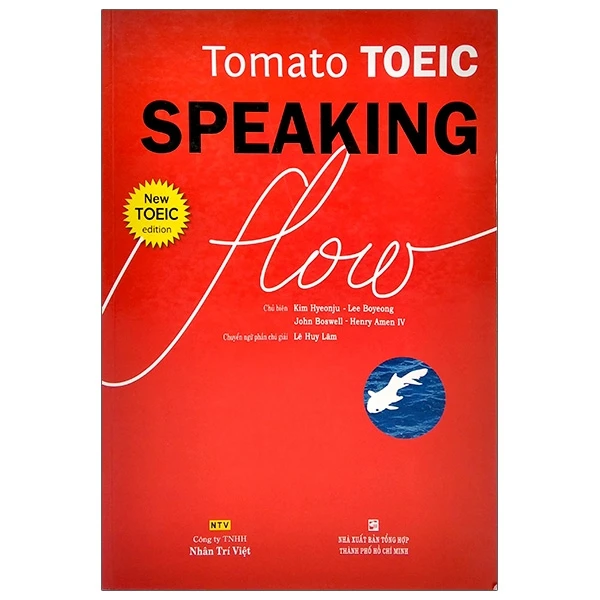 Tomato TOEIC
SPEAKING
flow
New
TOEIC
edition
Chủ biên Kim Hyeonju - Lee Boyeong
John Boswell - Henry Amen IV
Chuyển ngữ phần chú giải Lê Huy Lâm
NTV
Công ty TNHH
Nhân Trí Việt
NHÀ XUẤT BẢN TỔNG HỢP
THÀNH PHỐ HỒ CHÍ MINH